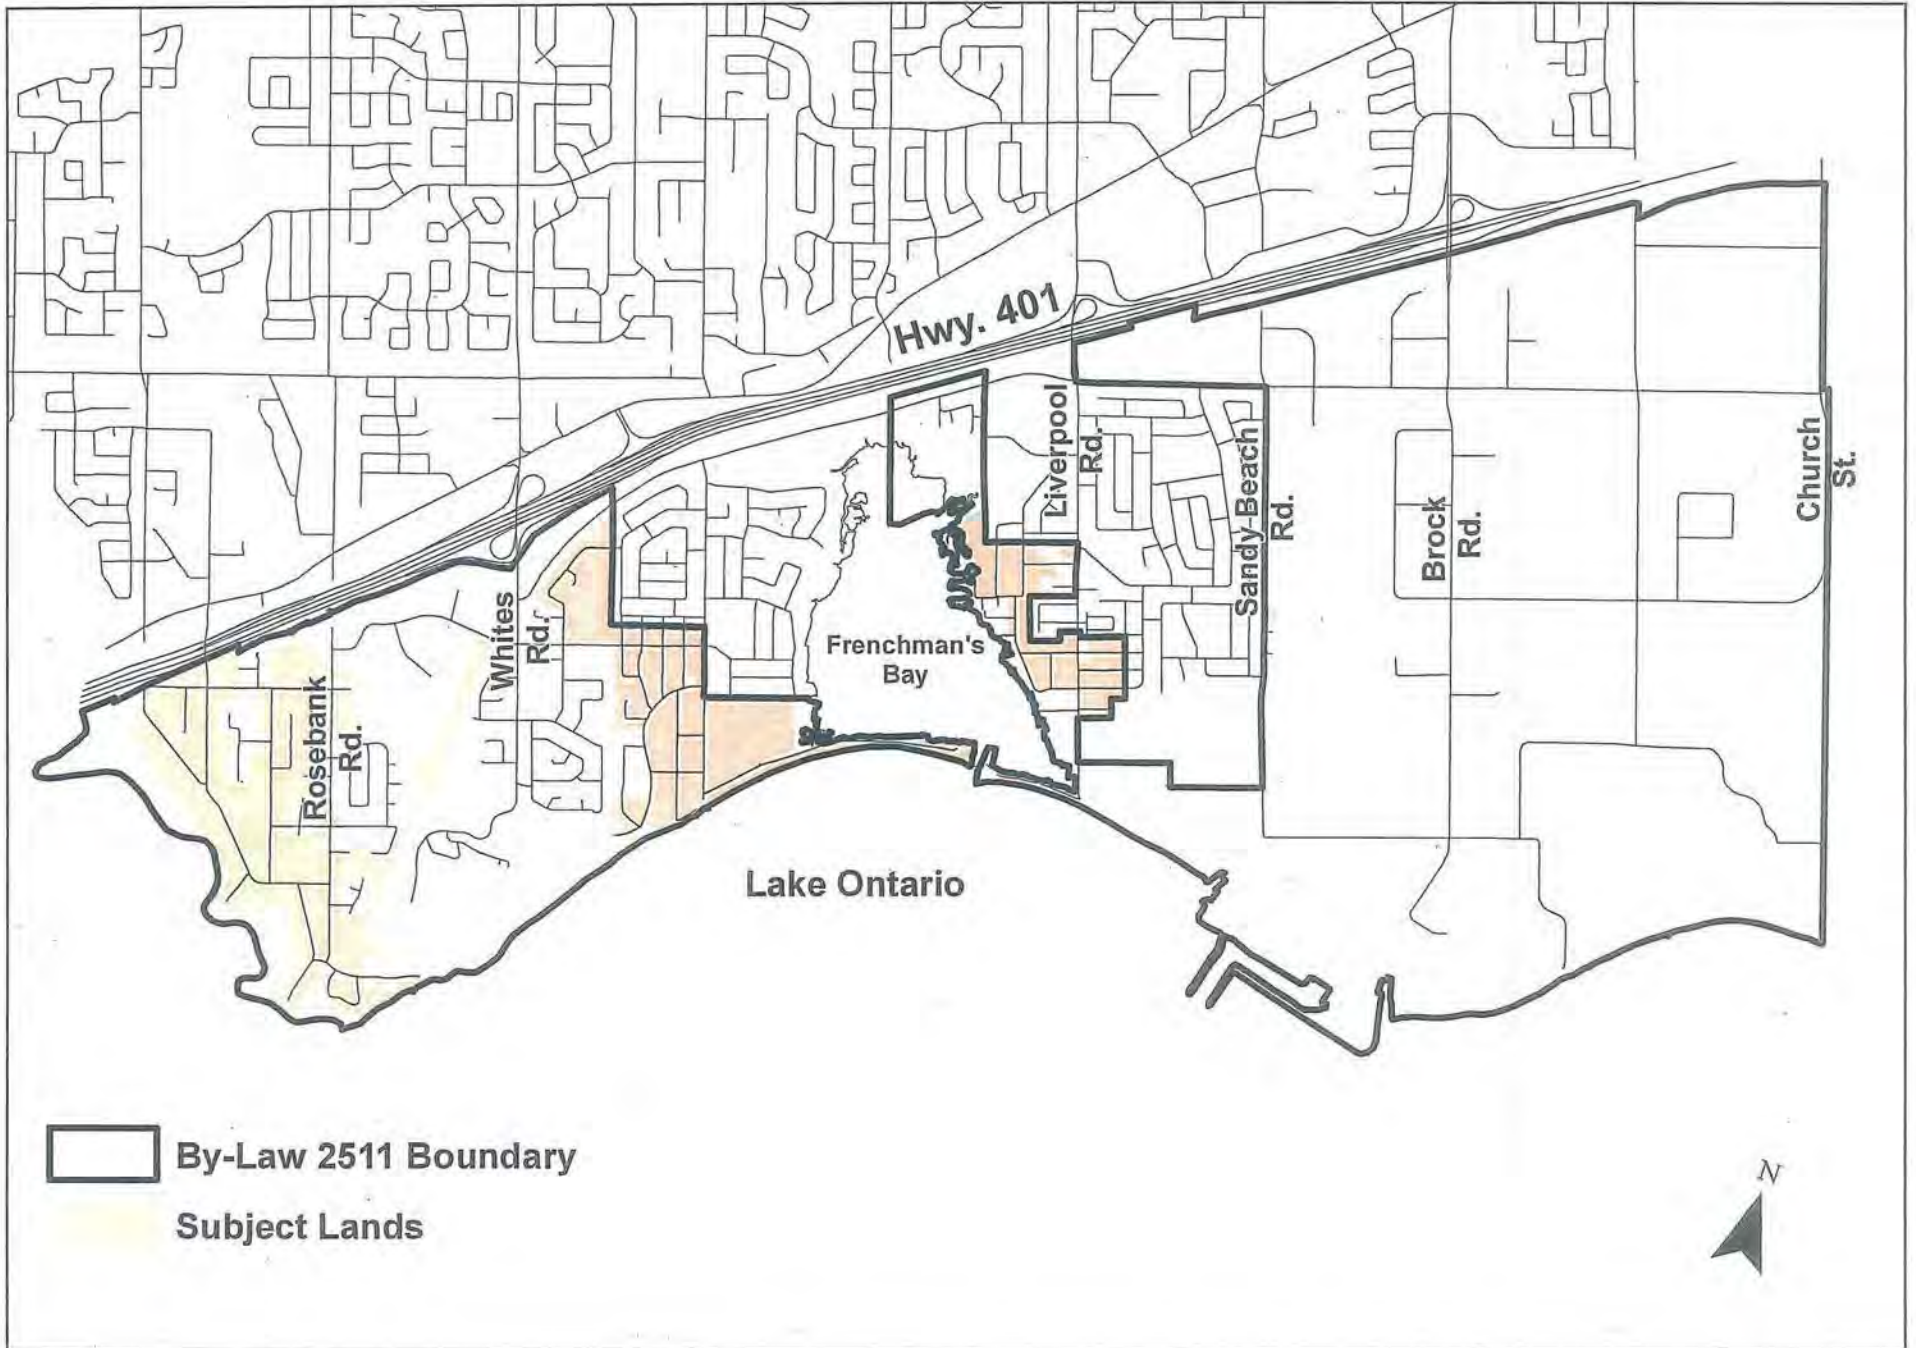 Hwy. 401
Liverpool
Rd.
Sandy Beach
Rd.
Church
St.
Brock
Rd.
Whites
Rd.
Frenchman's
Bay
Rosebank
Rd.
Lake Ontario
By-Law 2511 Boundary
Subject Lands
N